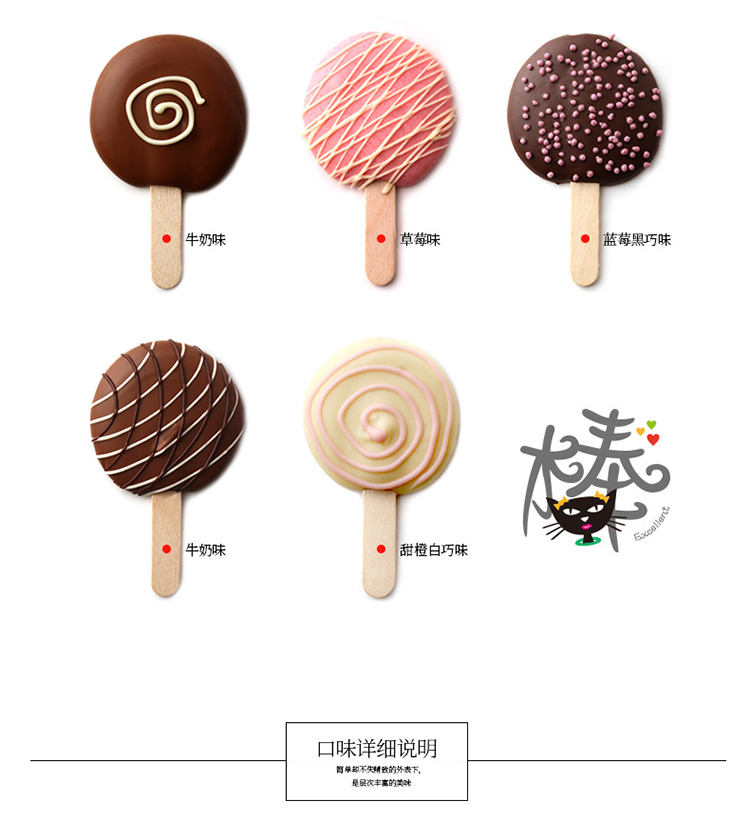 牛奶味
草莓味
蓝莓黑巧味
牛奶味
甜橙白巧味
棒
Excellent
口味详细说明
简单却不失精致的外表下,
是层次丰富的美味